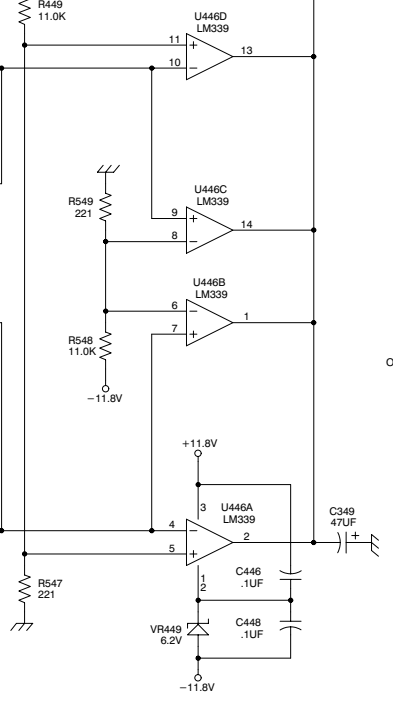 R449
11.0K
U446D
LM339
11
+
13
10
−
U446C
LM339
R549
221
9
+
14
8
−
U446B
LM339
6
−
1
7
+
R548
11.0K
−11.8V
O
+11.8V
3
U446A
LM339
C349
47UF
+
4
−
2
5
+
1
2
C446
.1UF
R547
221
VR449
6.2V
C448
.1UF
−11.8V